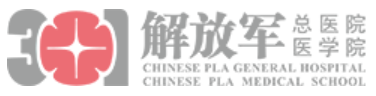 301
解放军总医院
医学院
CHINESE PLA GENERAL HOSPITAL
CHINESE PLA MEDICAL SCHOOL